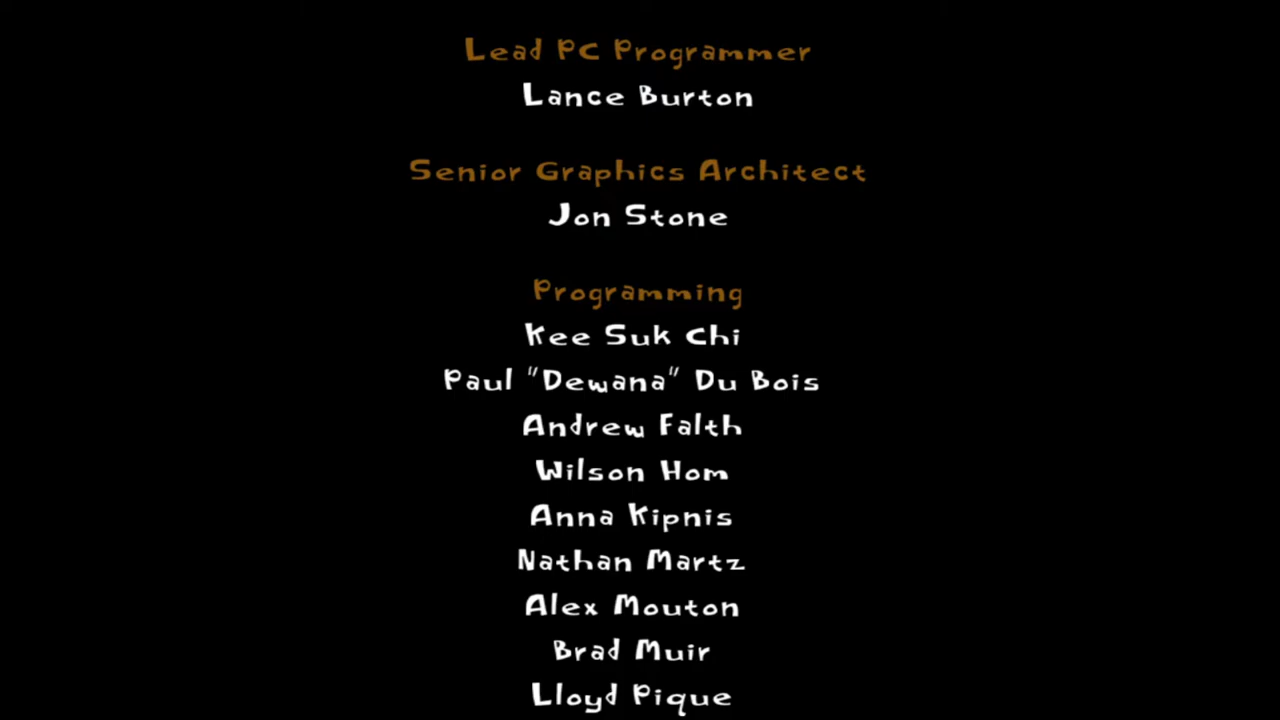 Lead PC Programmer
Lance Burton
Senior Graphics Architect
Jon Stone
Programming
Kee Suk Chi
Paul "Dewana" Du Bois
Andrew Falth
Wilson Hom
Anna Kipnis
Nathan Martz
Alex Mouton
Brad Muir
Lloyd Pique